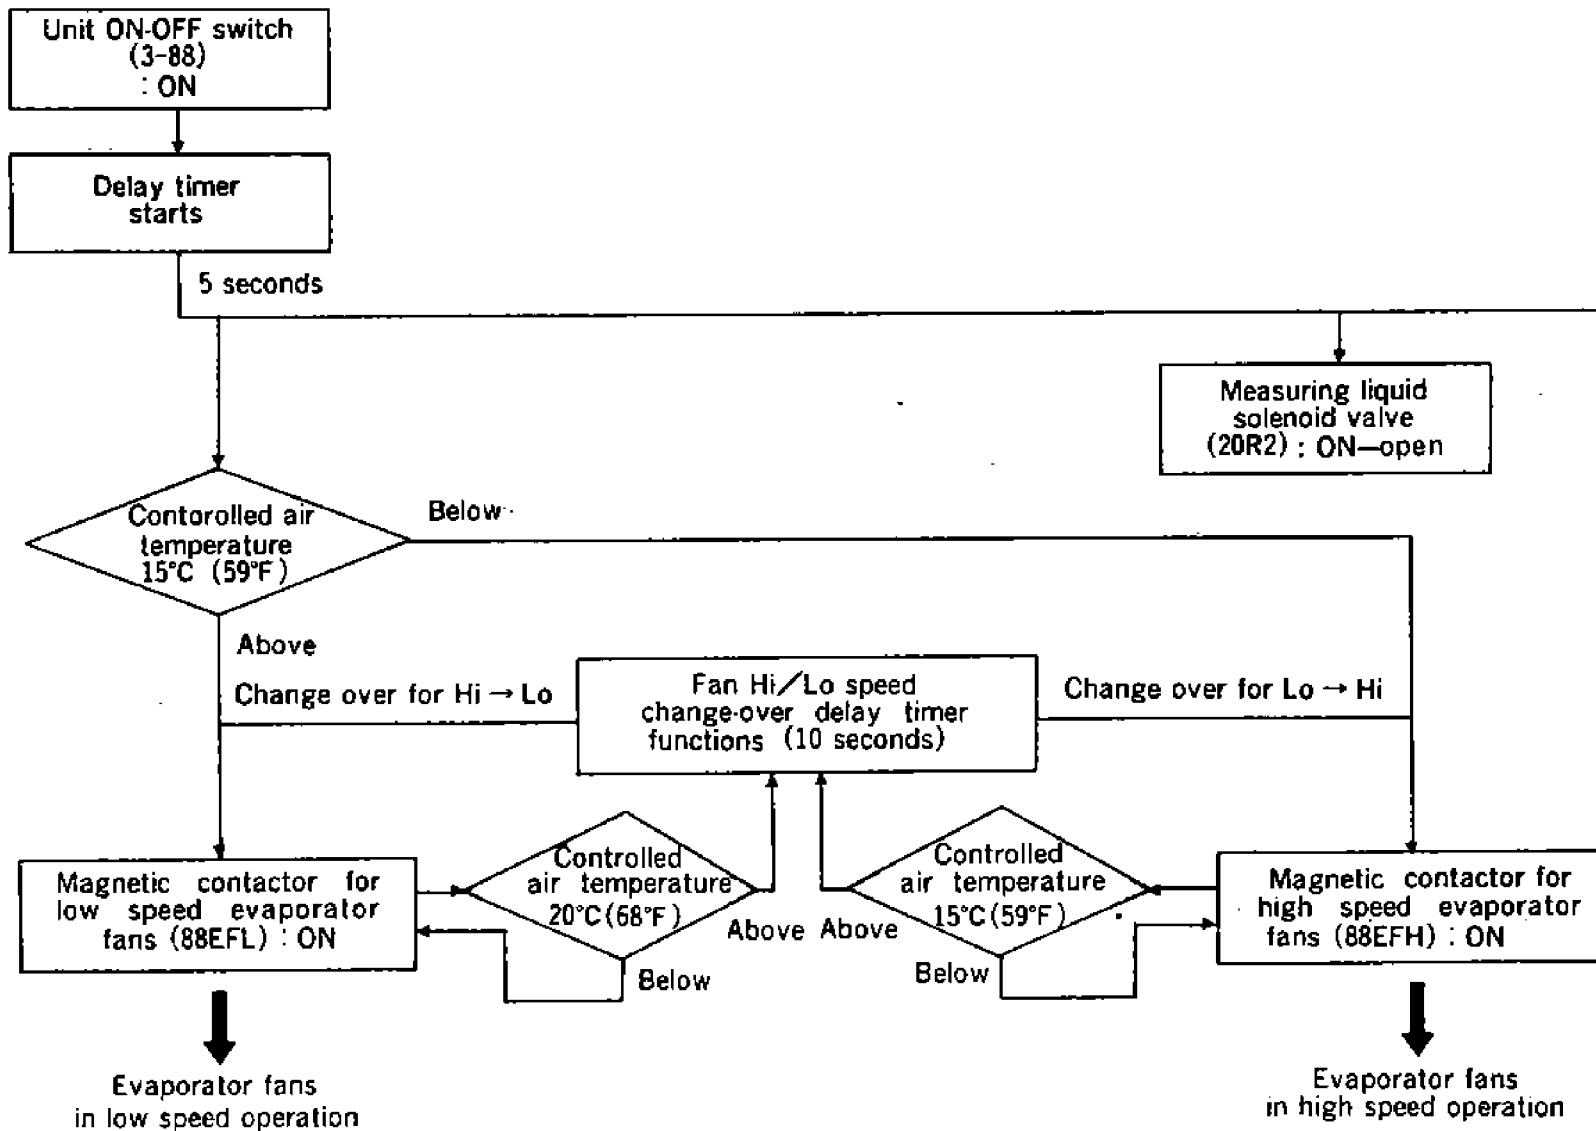 Unit ON-OFF switch
(3-88)
: ON
Delay timer
starts
5 seconds
Measuring liquid
solenoid valve
(20R2) : ON—open
Contorolled air
temperature
15°C (59°F)
Below
Above
Change over for Hi → Lo
Fan Hi/Lo speed
change-over delay timer
functions (10 seconds)
Change over for Lo → Hi
Magnetic contactor for
low speed evaporator
fans (88EFL) : ON
Controlled
air temperature
20°C (68°F)
Above
Below
Controlled
air temperature
15°C (59°F)
Above
Below
Magnetic contactor for
high speed evaporator
fans (88EFH) : ON
Evaporator fans
in low speed operation
Evaporator fans
in high speed operation